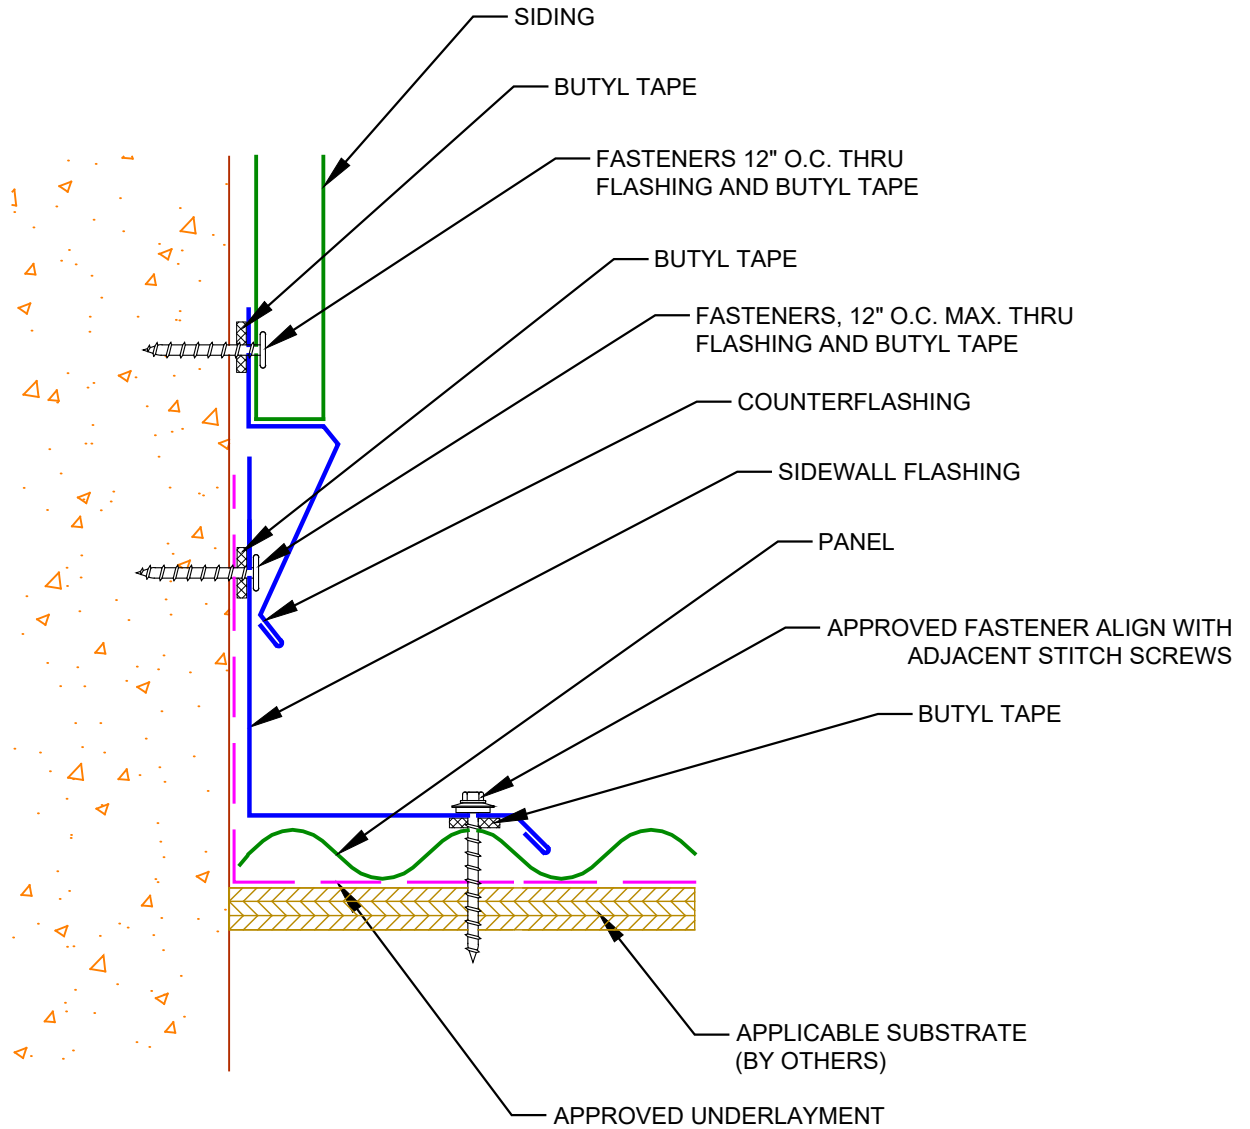 SIDING
BUTYL TAPE
FASTENERS 12" O.C. THRU
FLASHING AND BUTYL TAPE
BUTYL TAPE
FASTENERS, 12" O.C. MAX. THRU
FLASHING AND BUTYL TAPE
COUNTERFLASHING
SIDEWALL FLASHING
PANEL
APPROVED FASTENER ALIGN WITH
ADJACENT STITCH SCREWS
BUTYL TAPE
APPLICABLE SUBSTRATE
(BY OTHERS)
APPROVED UNDERLAYMENT